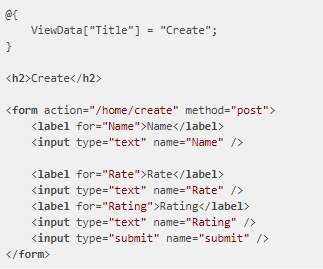 @{
    ViewData["Title"] = "Create";
}

<h2>Create</h2>

<form action="/home/create" method="post">
    <label for="Name">Name</label>
    <input type="text" name="Name" />

    <label for="Rate">Rate</label>
    <input type="text" name="Rate" />
    <label for="Rating">Rating</label>
    <input type="text" name="Rating" />
    <input type="submit" name="submit" />
</form>